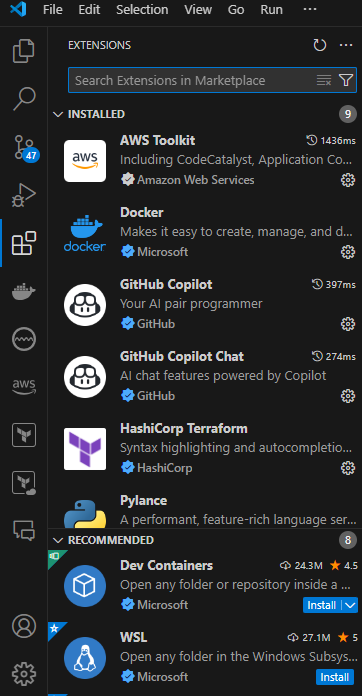 File Edit Selection View Go Run ···
EXTENSIONS
Search Extensions in Marketplace
INSTALLED 9
AWS Toolkit 1436ms
aws
Including CodeCatalyst, Application Co...
Amazon Web Services
Docker
Makes it easy to create, manage, and d...
docker
Microsoft
GitHub Copilot 397ms
Your AI pair programmer
GitHub
GitHub Copilot Chat 274ms
AI chat features powered by Copilot
GitHub
HashiCorp Terraform
Syntax highlighting and autocompletio...
HashiCorp
Pylance
A performant, feature-rich language ser...
RECOMMENDED 8
Dev Containers 24.3M 4.5
Open any folder or repository inside a ...
Microsoft Install
WSL 27.1M 5
Open any folder in the Windows Subsys...
Microsoft Install
47
aws